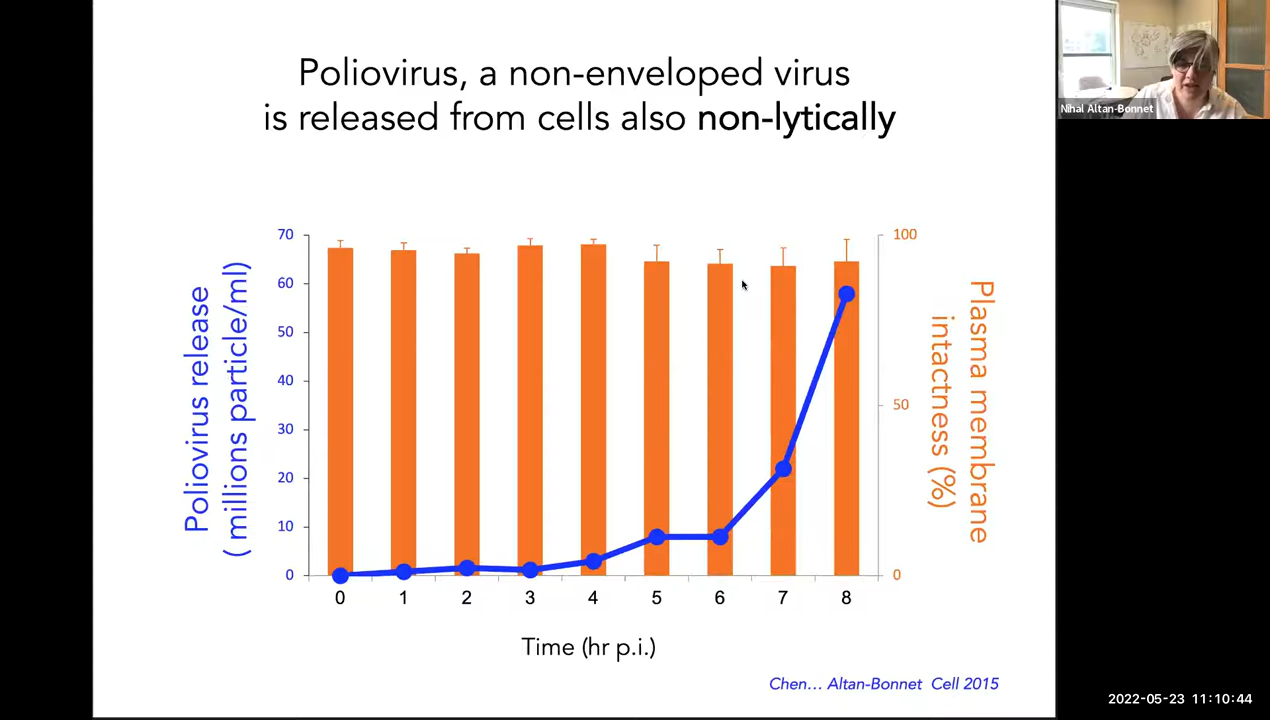 Poliovirus, a non-enveloped virus
is released from cells also non-lytically
Nihal Altan-Bonnet
Poliovirus release
( millions particle/ml)
70
60
50
40
30
20
10
0
100
50
0
Plasma membrane
intactness (%)
0 1 2 3 4 5 6 7 8
Time (hr p.i.)
Chen... Altan-Bonnet Cell 2015
2022-05-23 11:10:44